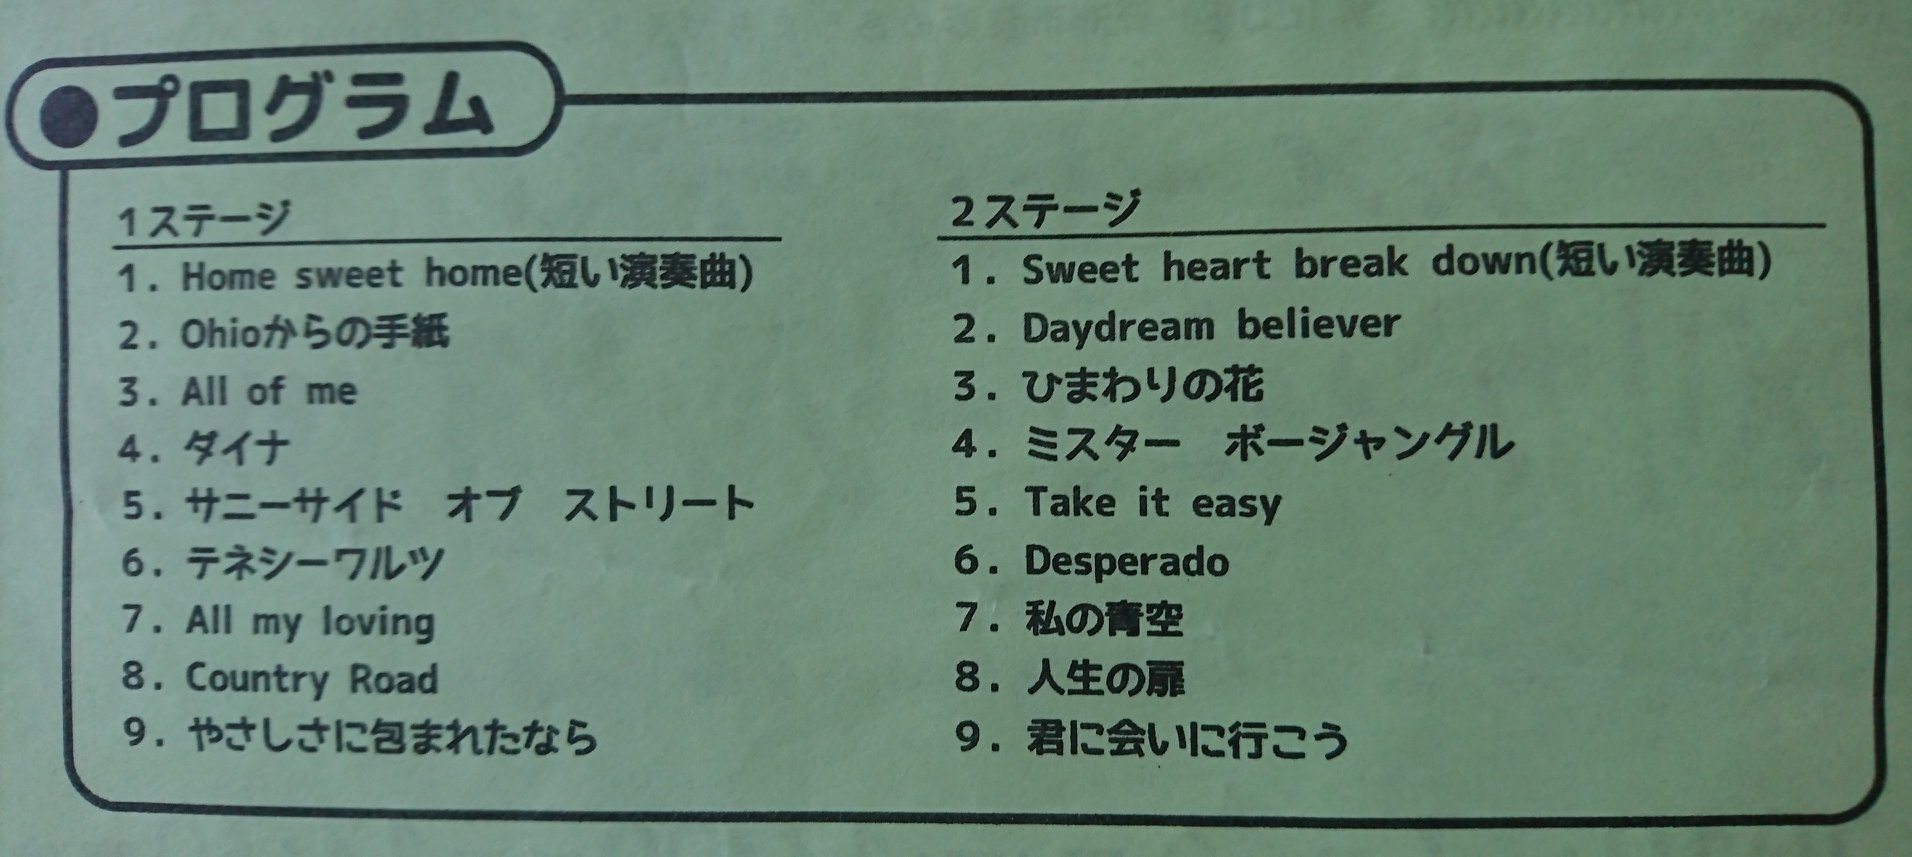 ●プログラム
1ステージ
1. Home sweet home(短い演奏曲)
2. Ohioからの手紙
3. All of me
4. ダイナ
5. サニーサイド　オブ　ストリート
6. テネシーワルツ
7. All my loving
8. Country Road
9. やさしさに包まれたなら
2ステージ
1. Sweet heart break down(短い演奏曲)
2. Daydream believer
3. ひまわりの花
4. ミスター　ボージャングル
5. Take it easy
6. Desperado
7. 私の青空
8. 人生の扉
9. 君に会いに行こう